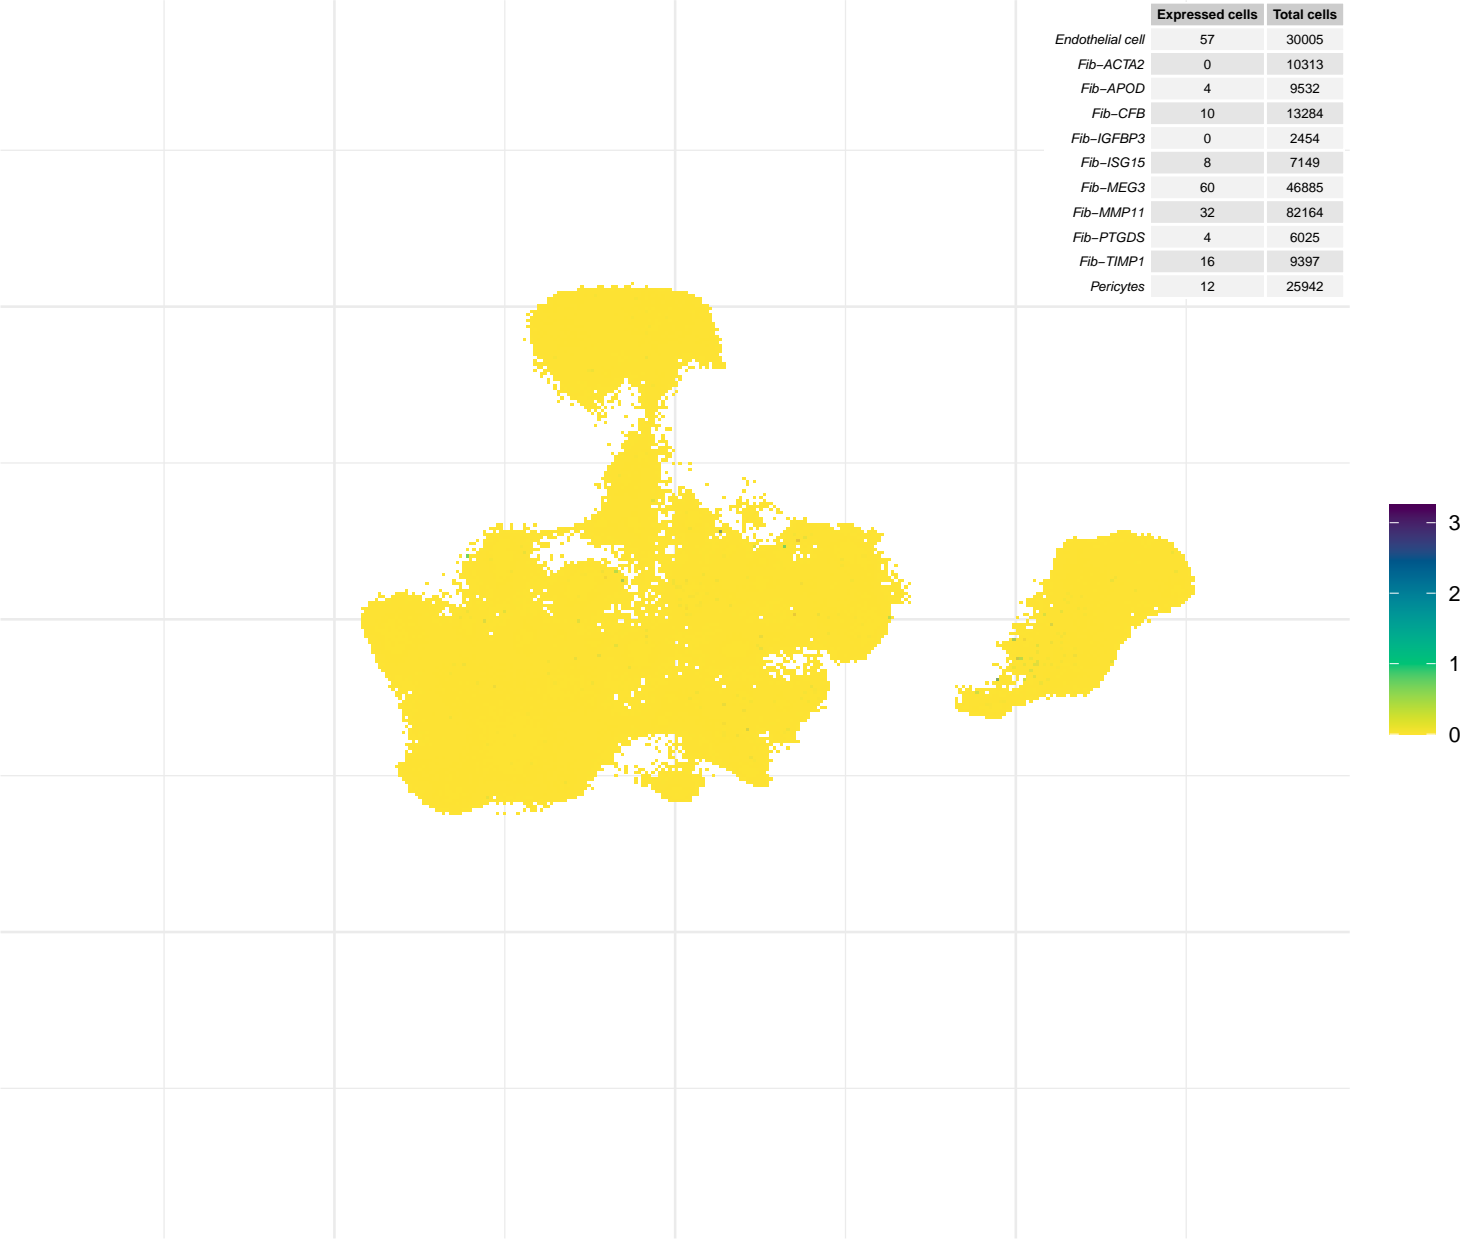 Expressed cells Total cells
Endothelial cell 57 30005
Fib−ACTA2 0 10313
Fib−APOD 4 9532
Fib−CFB 10 13284
Fib−IGFBP3 0 2454
Fib−ISG15 8 7149
Fib−MEG3 60 46885
Fib−MMP11 32 82164
Fib−PTGDS 4 6025
Fib−TIMP1 16 9397
Pericytes 12 25942
3
2
1
0